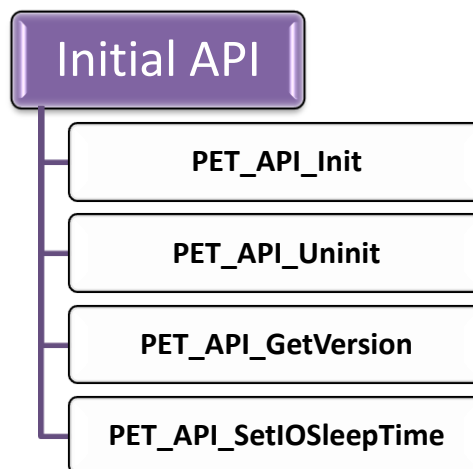 Initial API
PET_API_Init
PET_API_Uninit
PET_API_GetVersion
PET_API_SetIOSleepTime